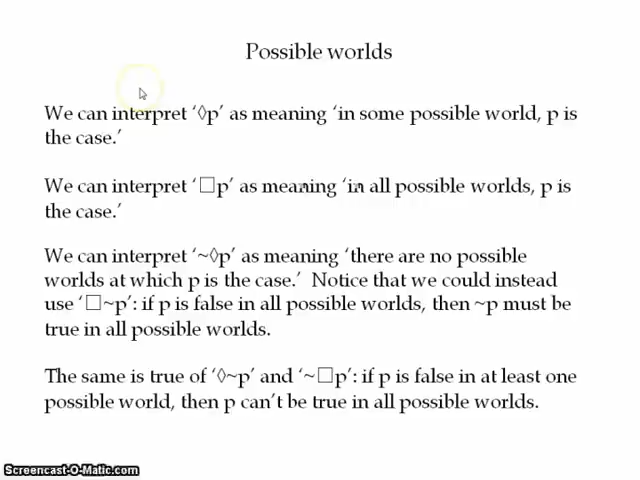 Possible worlds
We can interpret ‘◊p’ as meaning ‘in some possible world, p is
the case.’
We can interpret ‘□p’ as meaning ‘in all possible worlds, p is
the case.’
We can interpret ‘~◊p’ as meaning ‘there are no possible
worlds at which p is the case.’ Notice that we could instead
use ‘□~p’: if p is false in all possible worlds, then ~p must be
true in all possible worlds.
The same is true of ‘◊~p’ and ‘~□p’: if p is false in at least one
possible world, then p can’t be true in all possible worlds.
Screencast-O-Matic.com